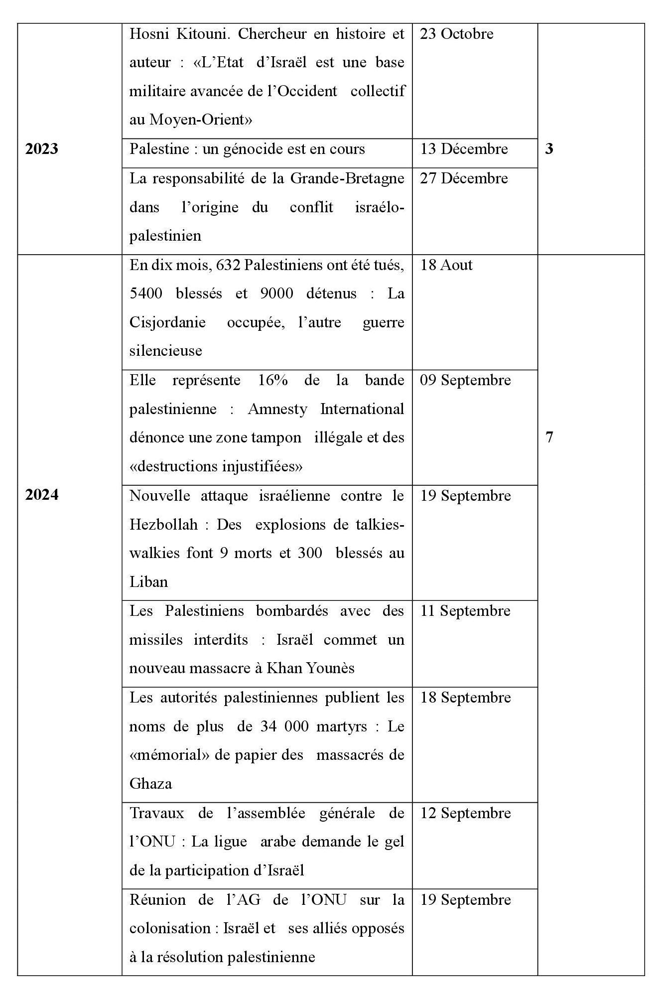 Hosni Kitouni. Chercheur en histoire et
auteur : «L’Etat d’Israël est une base
militaire avancée de l’Occident collectif
au Moyen-Orient»
23 Octobre
2023
Palestine : un génocide est en cours
13 Décembre
3
La responsabilité de la Grande-Bretagne
dans l’origine du conflit israélo-
palestinien
27 Décembre
En dix mois, 632 Palestiniens ont été tués,
5400 blessés et 9000 détenus : La
Cisjordanie occupée, l’autre guerre
silencieuse
18 Aout
Elle représente 16% de la bande
palestinienne : Amnesty International
dénonce une zone tampon illégale et des
«destructions injustifiées»
09 Septembre
7
2024
Nouvelle attaque israélienne contre le
Hezbollah : Des explosions de talkies-
walkies font 9 morts et 300 blessés au
Liban
19 Septembre
Les Palestiniens bombardés avec des
missiles interdits : Israël commet un
nouveau massacre à Khan Younès
11 Septembre
Les autorités palestiniennes publient les
noms de plus de 34 000 martyrs : Le
«mémorial» de papier des massacrés de
Ghaza
18 Septembre
Travaux de l’assemblée générale de
l’ONU : La ligue arabe demande le gel
de la participation d’Israël
12 Septembre
Réunion de l’AG de l’ONU sur la
colonisation : Israël et ses alliés opposés
à la résolution palestinienne
19 Septembre